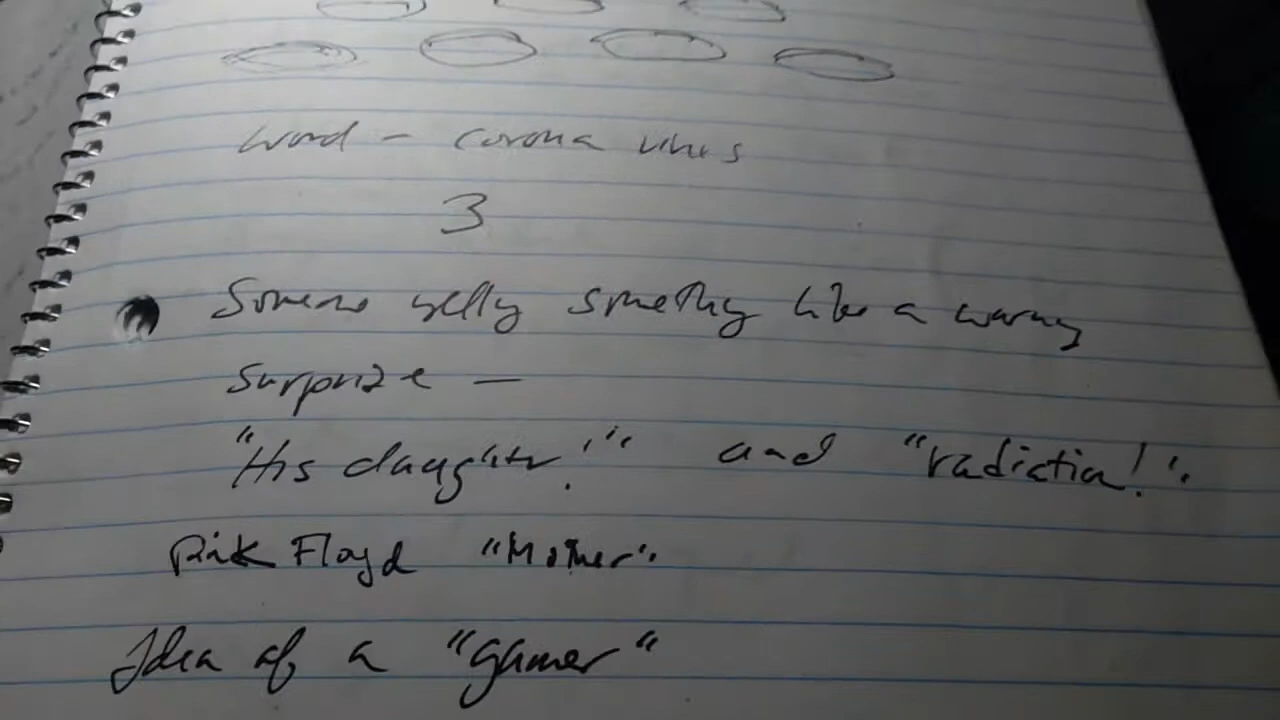 word - corona virus
3
Someone yelling something like a warning
surprize -
"His daughter!" and "radiation!".
Pink Floyd "Mother".
Idea of a "gamer"